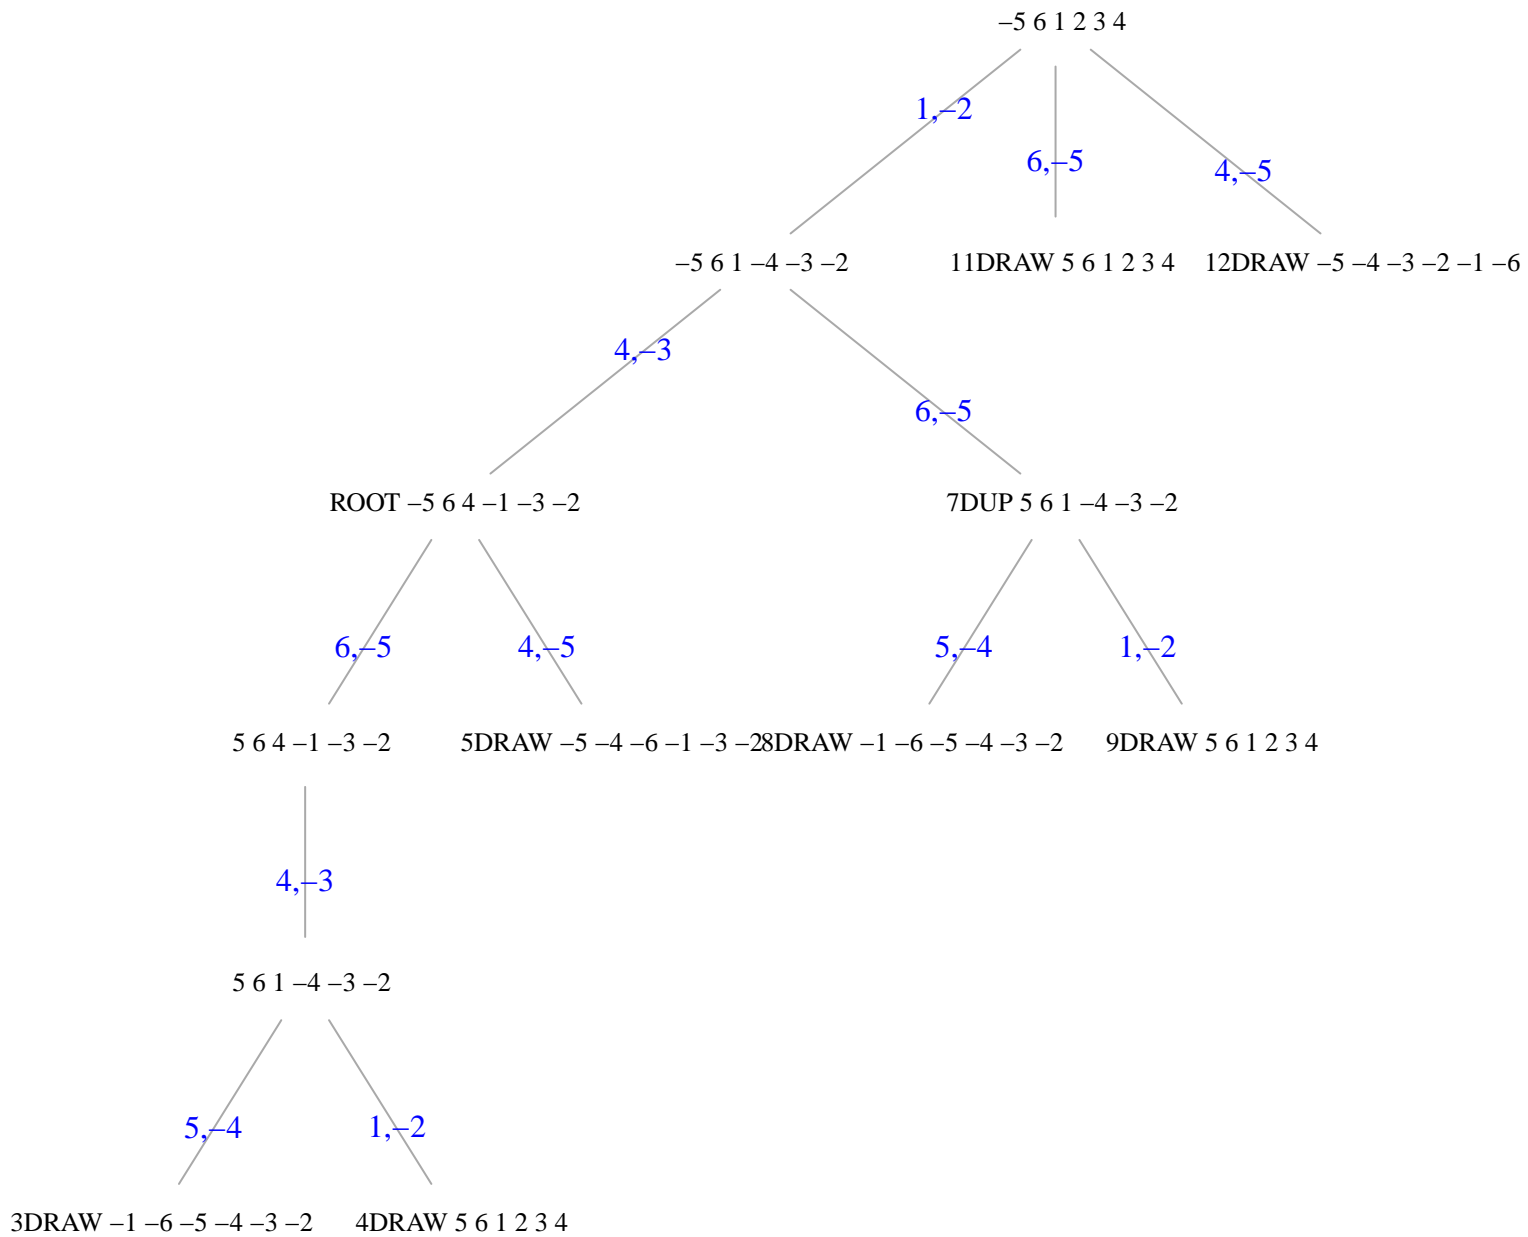 –5 6 1 2 3 4
1,–2
6,–5
4,–5
–5 6 1 –4 –3 –2
11DRAW 5 6 1 2 3 4
12DRAW –5 –4 –3 –2 –1 –6
4,–3
6,–5
ROOT –5 6 4 –1 –3 –2
7DUP 5 6 1 –4 –3 –2
6,–5
4,–5
5,–4
1,–2
5 6 4 –1 –3 –2
5DRAW –5 –4 –6 –1 –3 –2
8DRAW –1 –6 –5 –4 –3 –2
9DRAW 5 6 1 2 3 4
4,–3
5 6 1 –4 –3 –2
5,–4
1,–2
3DRAW –1 –6 –5 –4 –3 –2
4DRAW 5 6 1 2 3 4